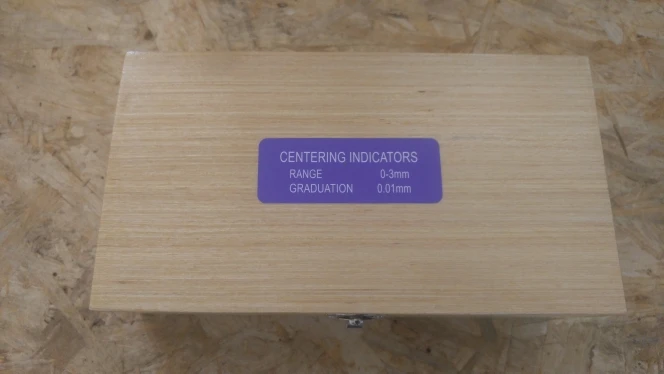 CENTERING INDICATORS
RANGE 0-3mm
GRADUATION 0.01mm